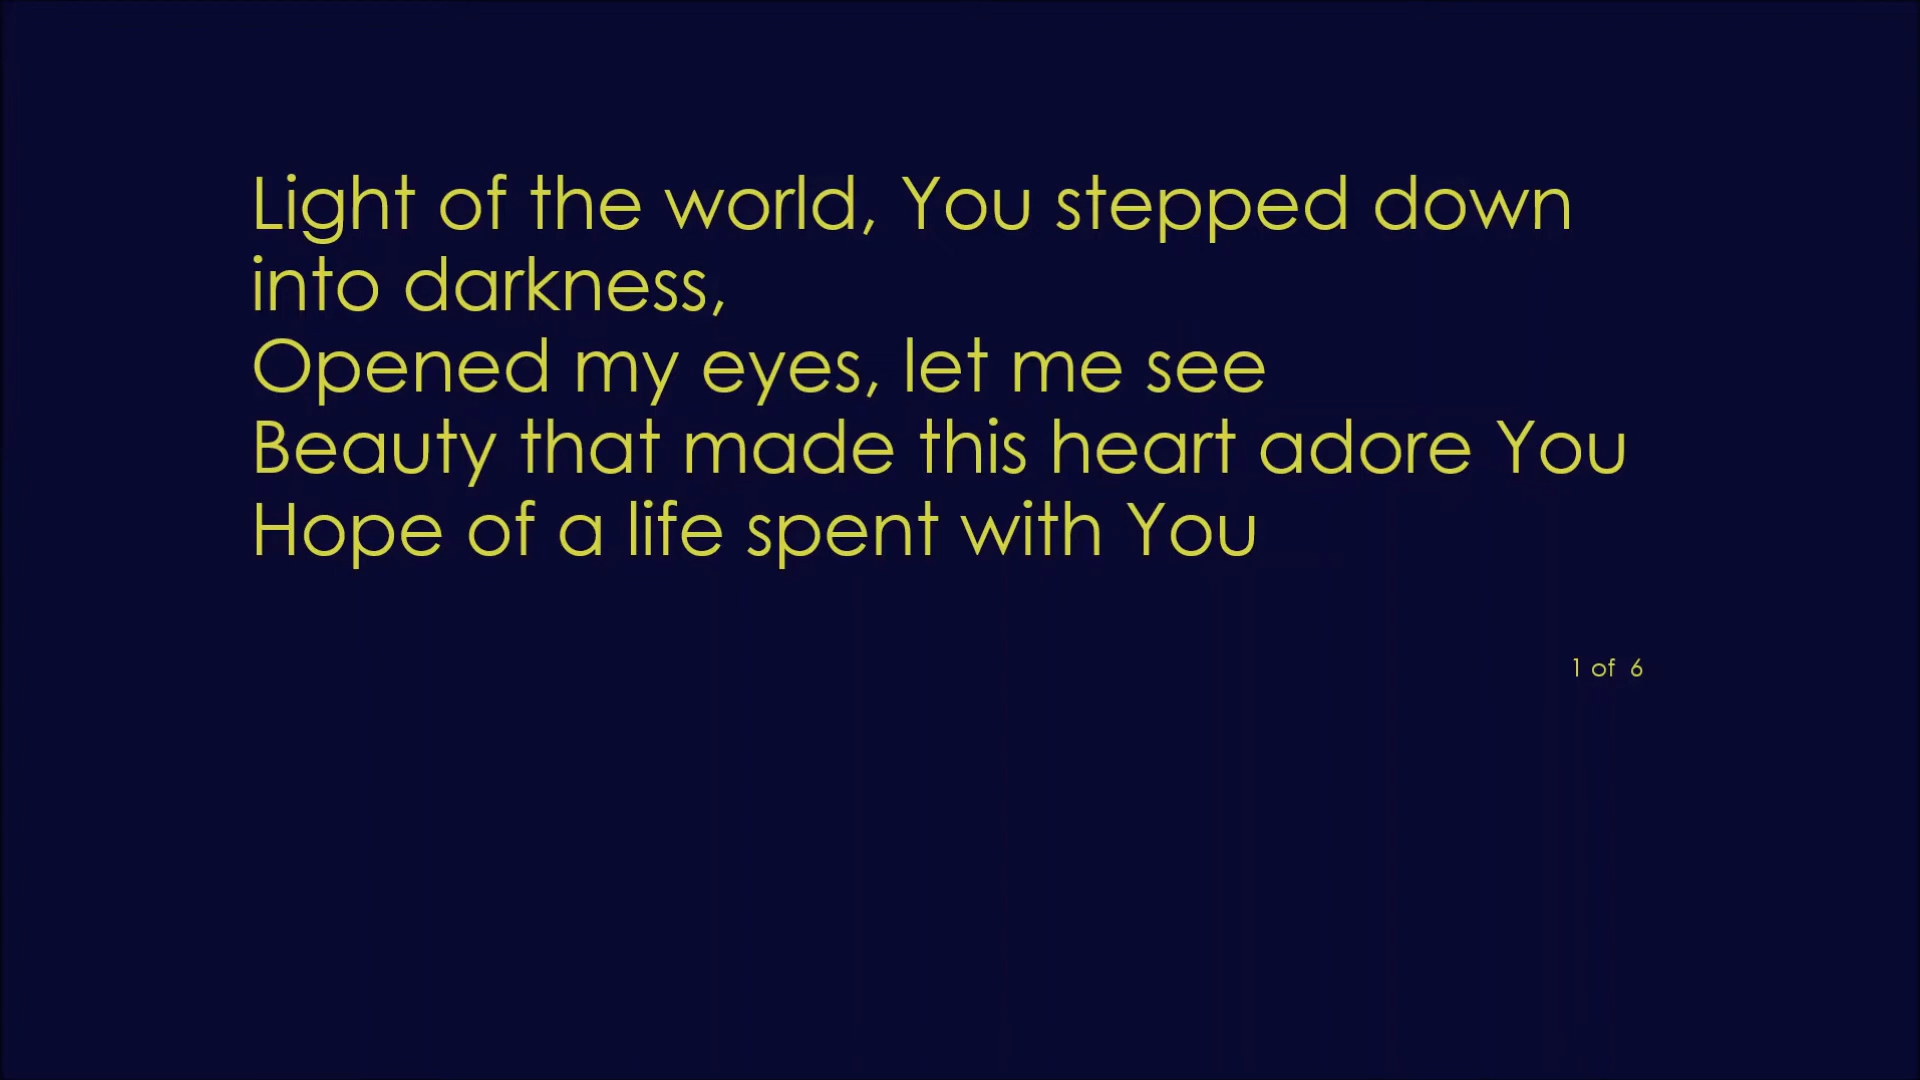 Light of the world, You stepped down
into darkness,
Opened my eyes, let me see
Beauty that made this heart adore You
Hope of a life spent with You
1 of 6